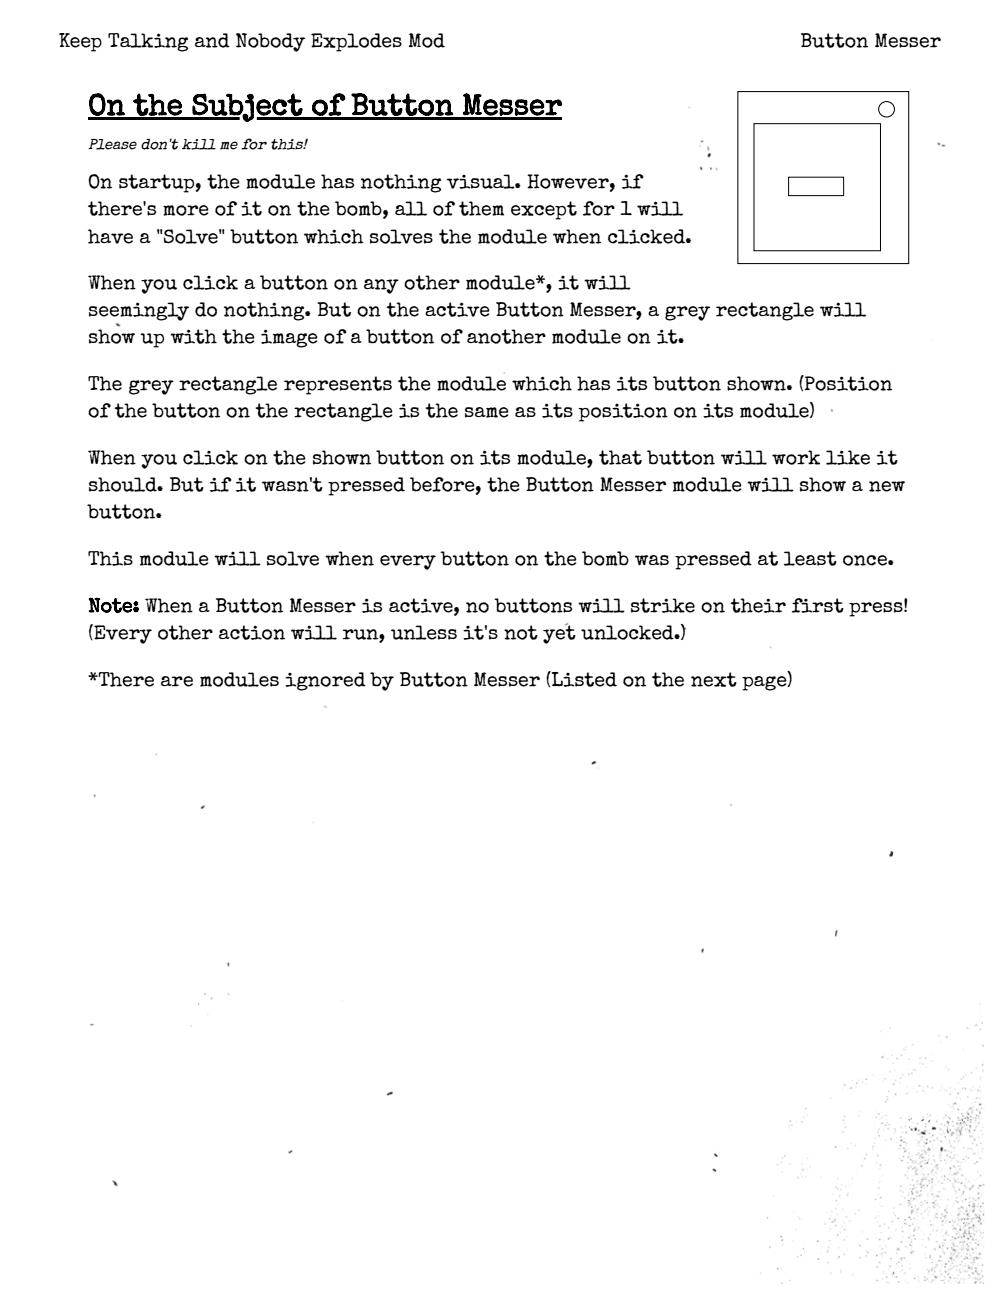 Keep Talking and Nobody Explodes Mod
Button Messer
On the Subject of Button Messer
Please don't kill me for this!
On startup, the module has nothing visual. However, if
there's more of it on the bomb, all of them except for 1 will
have a "Solve" button which solves the module when clicked.
When you click a button on any other module*, it will
seemingly do nothing. But on the active Button Messer, a grey rectangle will
show up with the image of a button of another module on it.
The grey rectangle represents the module which has its button shown. (Position
of the button on the rectangle is the same as its position on its module)
When you click on the shown button on its module, that button will work like it
should. But if it wasn't pressed before, the Button Messer module will show a new
button.
This module will solve when every button on the bomb was pressed at least once.
Note: When a Button Messer is active, no buttons will strike on their first press!
(Every other action will run, unless it's not yet unlocked.)
*There are modules ignored by Button Messer (Listed on the next page)